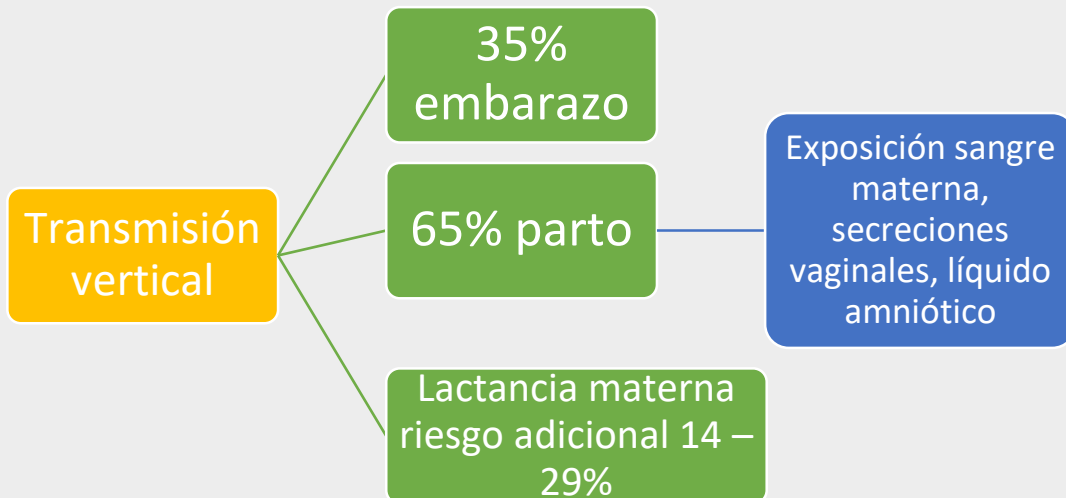 Transmisión
vertical
35%
embarazo
65% parto
Exposición sangre
materna,
secreciones
vaginales, líquido
amniótico
Lactancia materna
riesgo adicional 14 –
29%